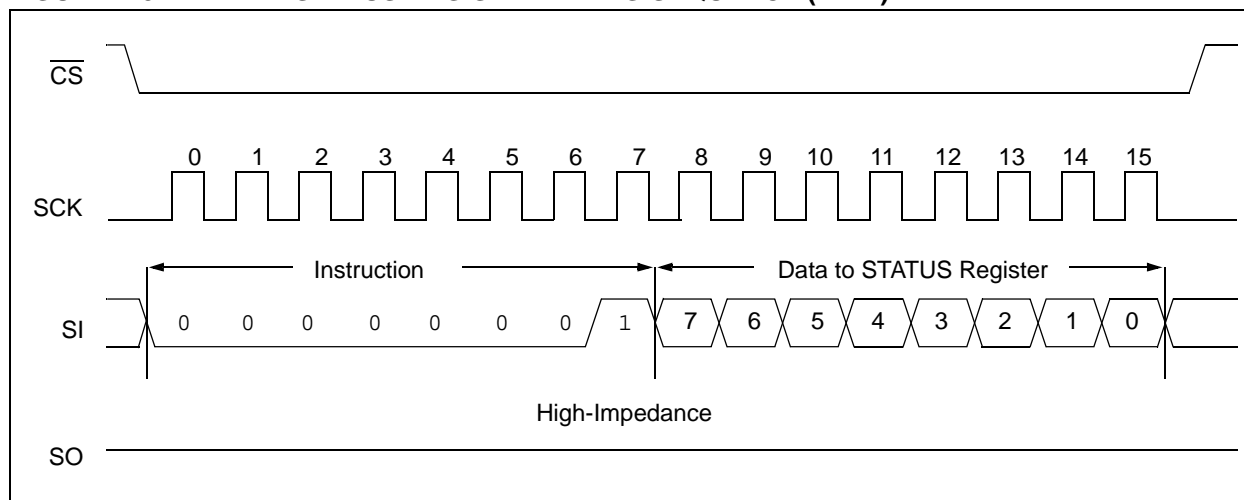 CS
0 1 2 3 4 5 6 7 8 9 10 11 12 13 14 15
SCK
Instruction
Data to STATUS Register
SI
0 0 0 0 0 0 0 1 7 6 5 4 3 2 1 0
High-Impedance
SO